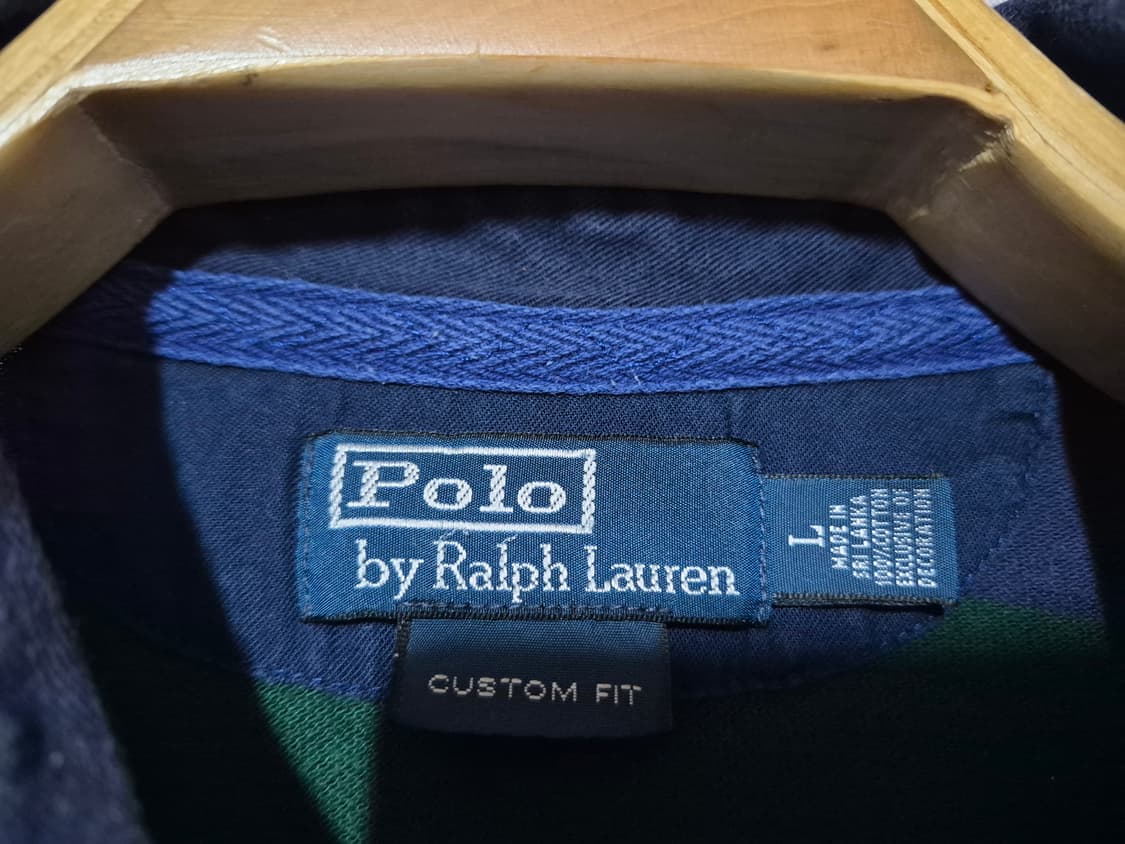 Polo
by Ralph Lauren
L
MADE IN
SRI LANKA
100% COTTON
EXCLUSIVE OF
DECORATION
CUSTOM FIT